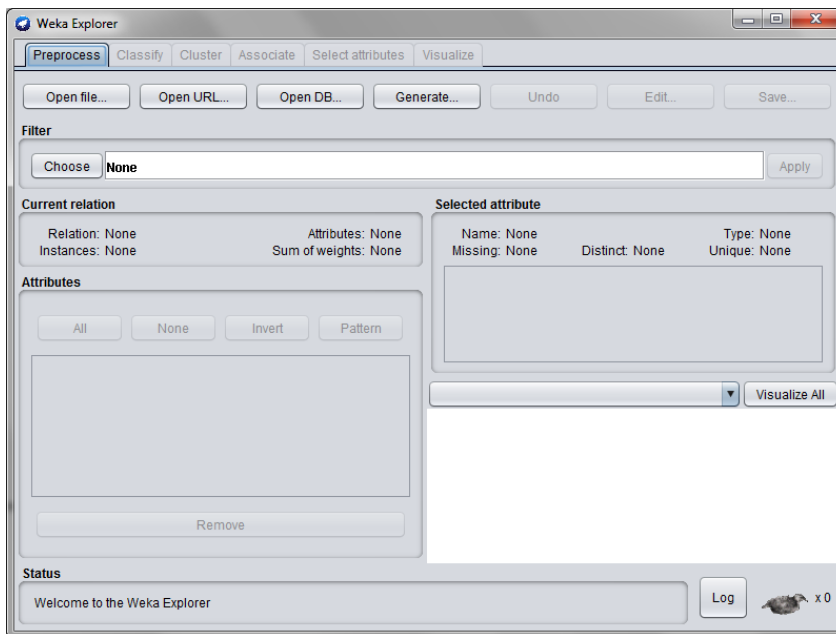 Weka Explorer
Preprocess Classify Cluster Associate Select attributes Visualize
Open file... Open URL... Open DB... Generate... Undo Edit... Save...
Filter
Choose None Apply
Current relation
Relation: None Attributes: None
Instances: None Sum of weights: None
Selected attribute
Name: None Type: None
Missing: None Distinct: None Unique: None
Attributes
All None Invert Pattern
Remove
Visualize All
Status
Welcome to the Weka Explorer
Log x 0